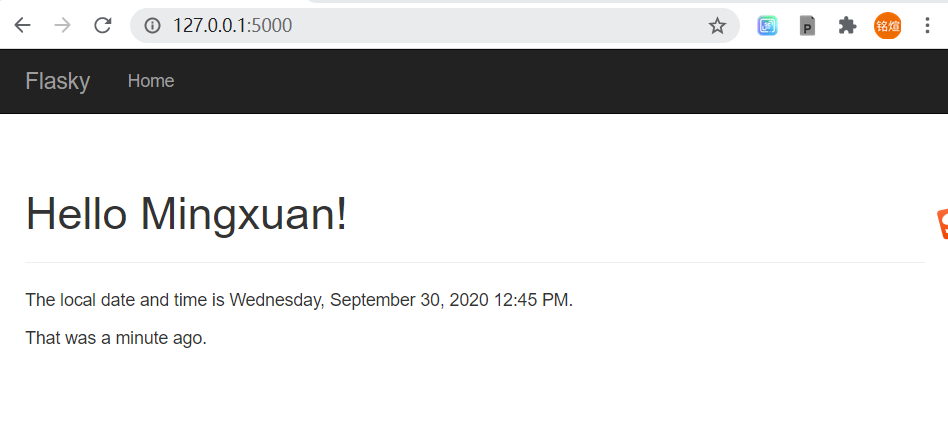 127.0.0.1:5000
P
铭煊
Flasky Home
Hello Mingxuan!
The local date and time is Wednesday, September 30, 2020 12:45 PM.
That was a minute ago.